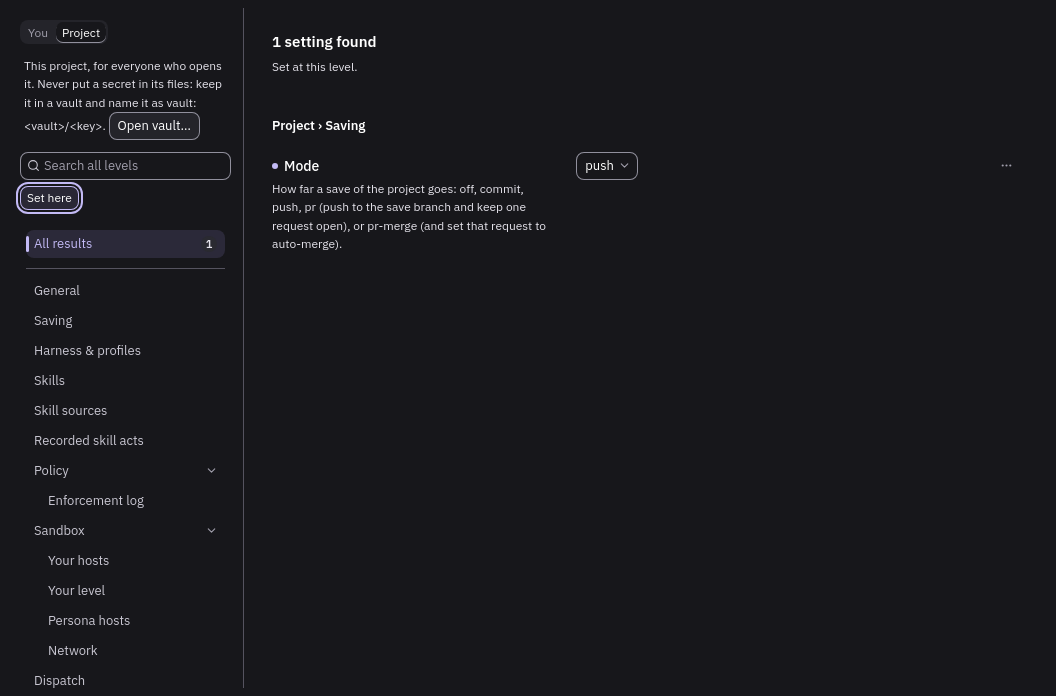 You
Project
This project, for everyone who opens
it. Never put a secret in its files: keep
it in a vault and name it as vault:
<vault>/<key>. Open vault...
Search all levels
Set here
All results 1
General
Saving
Harness & profiles
Skills
Skill sources
Recorded skill acts
Policy
Enforcement log
Sandbox
Your hosts
Your level
Persona hosts
Network
Dispatch
1 setting found
Set at this level.
Project › Saving
Mode
push
How far a save of the project goes: off, commit,
push, pr (push to the save branch and keep one
request open), or pr-merge (and set that request to
auto-merge).